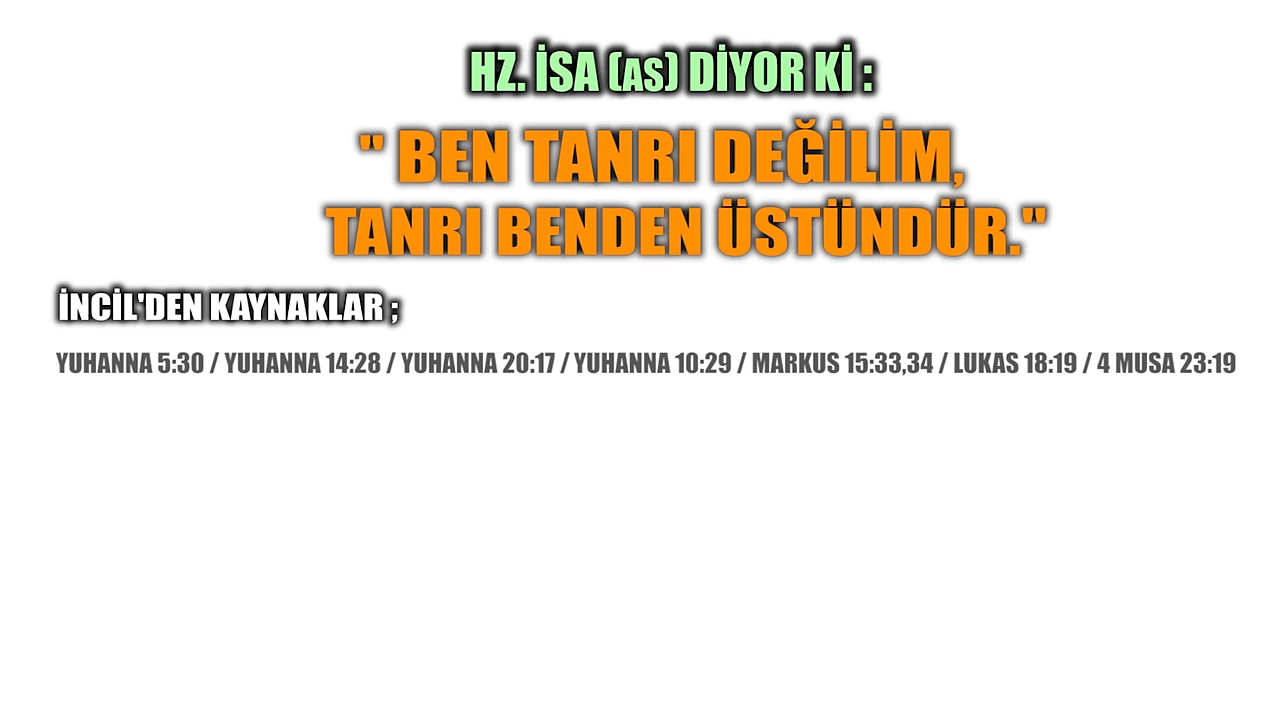 HZ. İSA (AS) DİYOR Kİ :
" BEN TANRI DEĞİLİM,
TANRI BENDEN ÜSTÜNDÜR."
İNCİL'DEN KAYNAKLAR ;
YUHANNA 5:30 / YUHANNA 14:28 / YUHANNA 20:17 / YUHANNA 10:29 / MARKUS 15:33,34 / LUKAS 18:19 / 4 MUSA 23:19